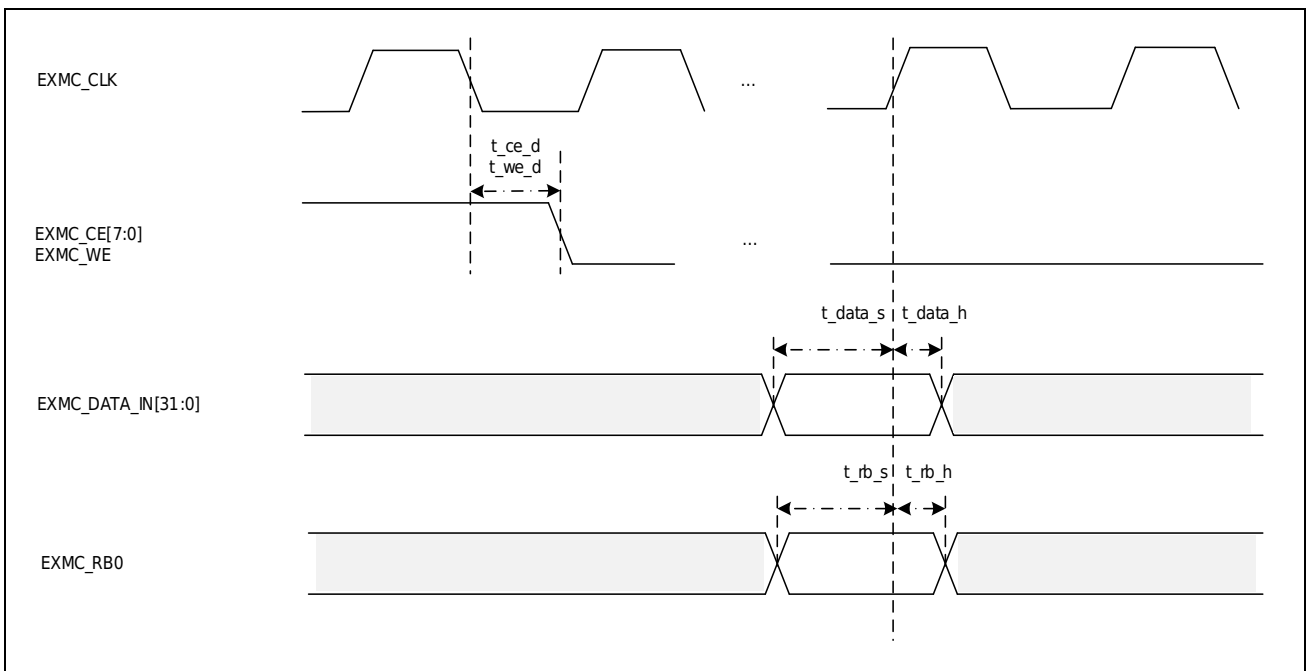 EXMC_CLK
...
t_ce_d
t_we_d
EXMC_CE[7:0]
EXMC_WE
...
t_data_s t_data_h
EXMC_DATA_IN[31:0]
t_rb_s t_rb_h
EXMC_RB0